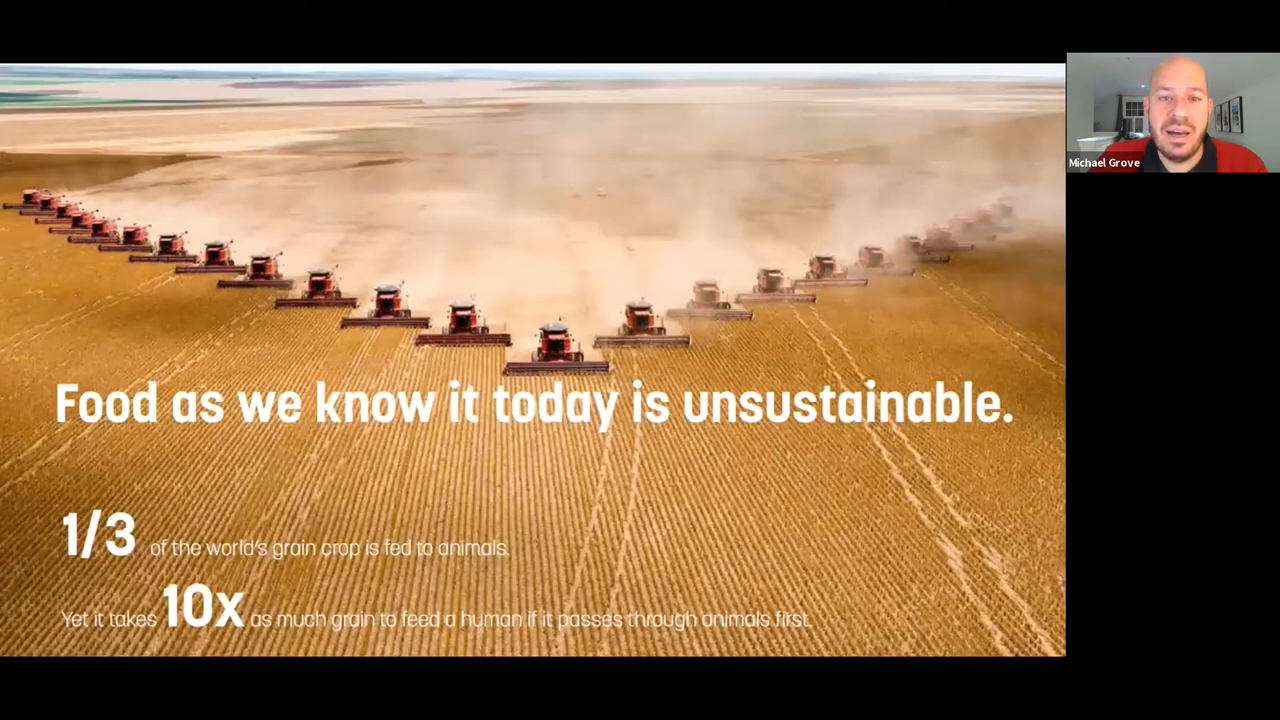 Michael Grove
Food as we know it today is unsustainable.
1/3 of the world's grain crop is fed to animals.
Yet it takes 10x as much grain to feed a human if it passes through animals first.